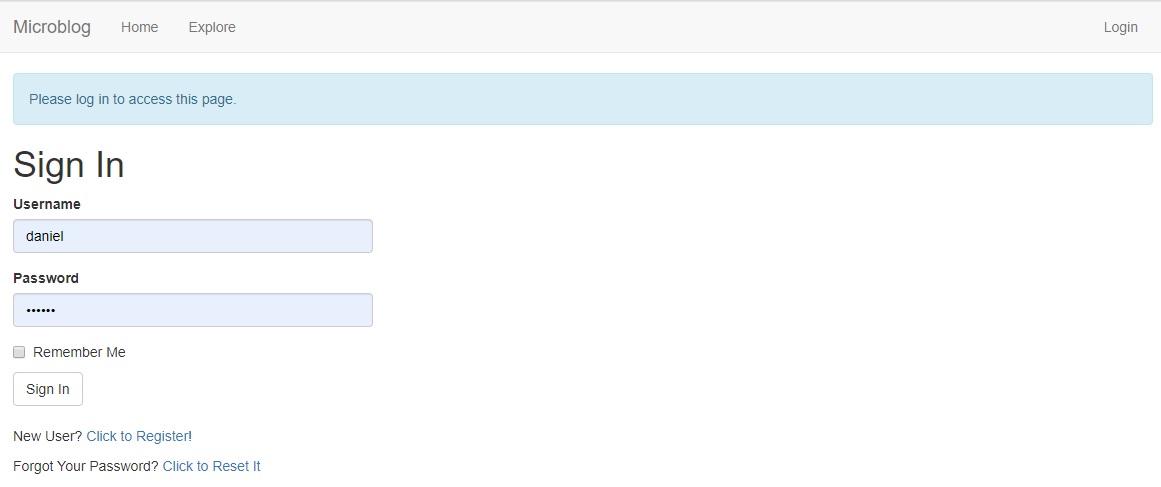 Microblog Home Explore Login
Please log in to access this page.
Sign In
Username
daniel
Password
••••••
Remember Me
Sign In
New User? Click to Register!
Forgot Your Password? Click to Reset It